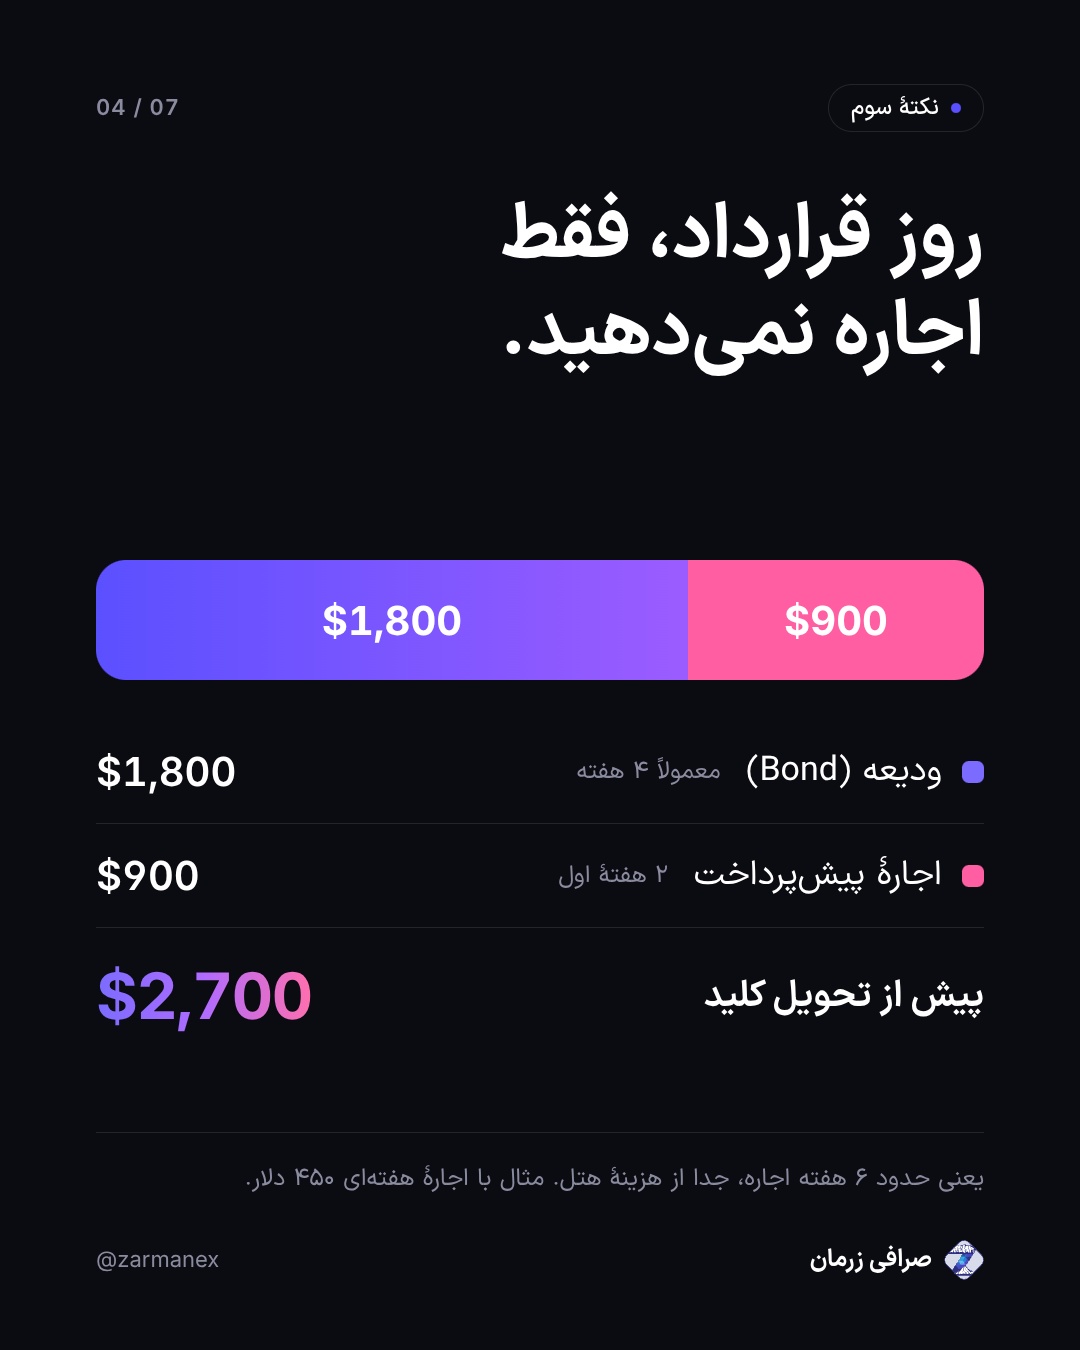 نکتهٔ سوم
04 / 07
روز قرارداد، فقط
اجاره نمی‌دهید.
$1,800 $900
ودیعه (Bond) معمولاً ۴ هفته $1,800
اجارهٔ پیش‌پرداخت ۲ هفتهٔ اول $900
پیش از تحویل کلید $2,700
یعنی حدود ۶ هفته اجاره، جدا از هزینهٔ هتل. مثال با اجارهٔ هفته‌ای ۴۵۰ دلار.
صرافی زرمان
@zarmanex